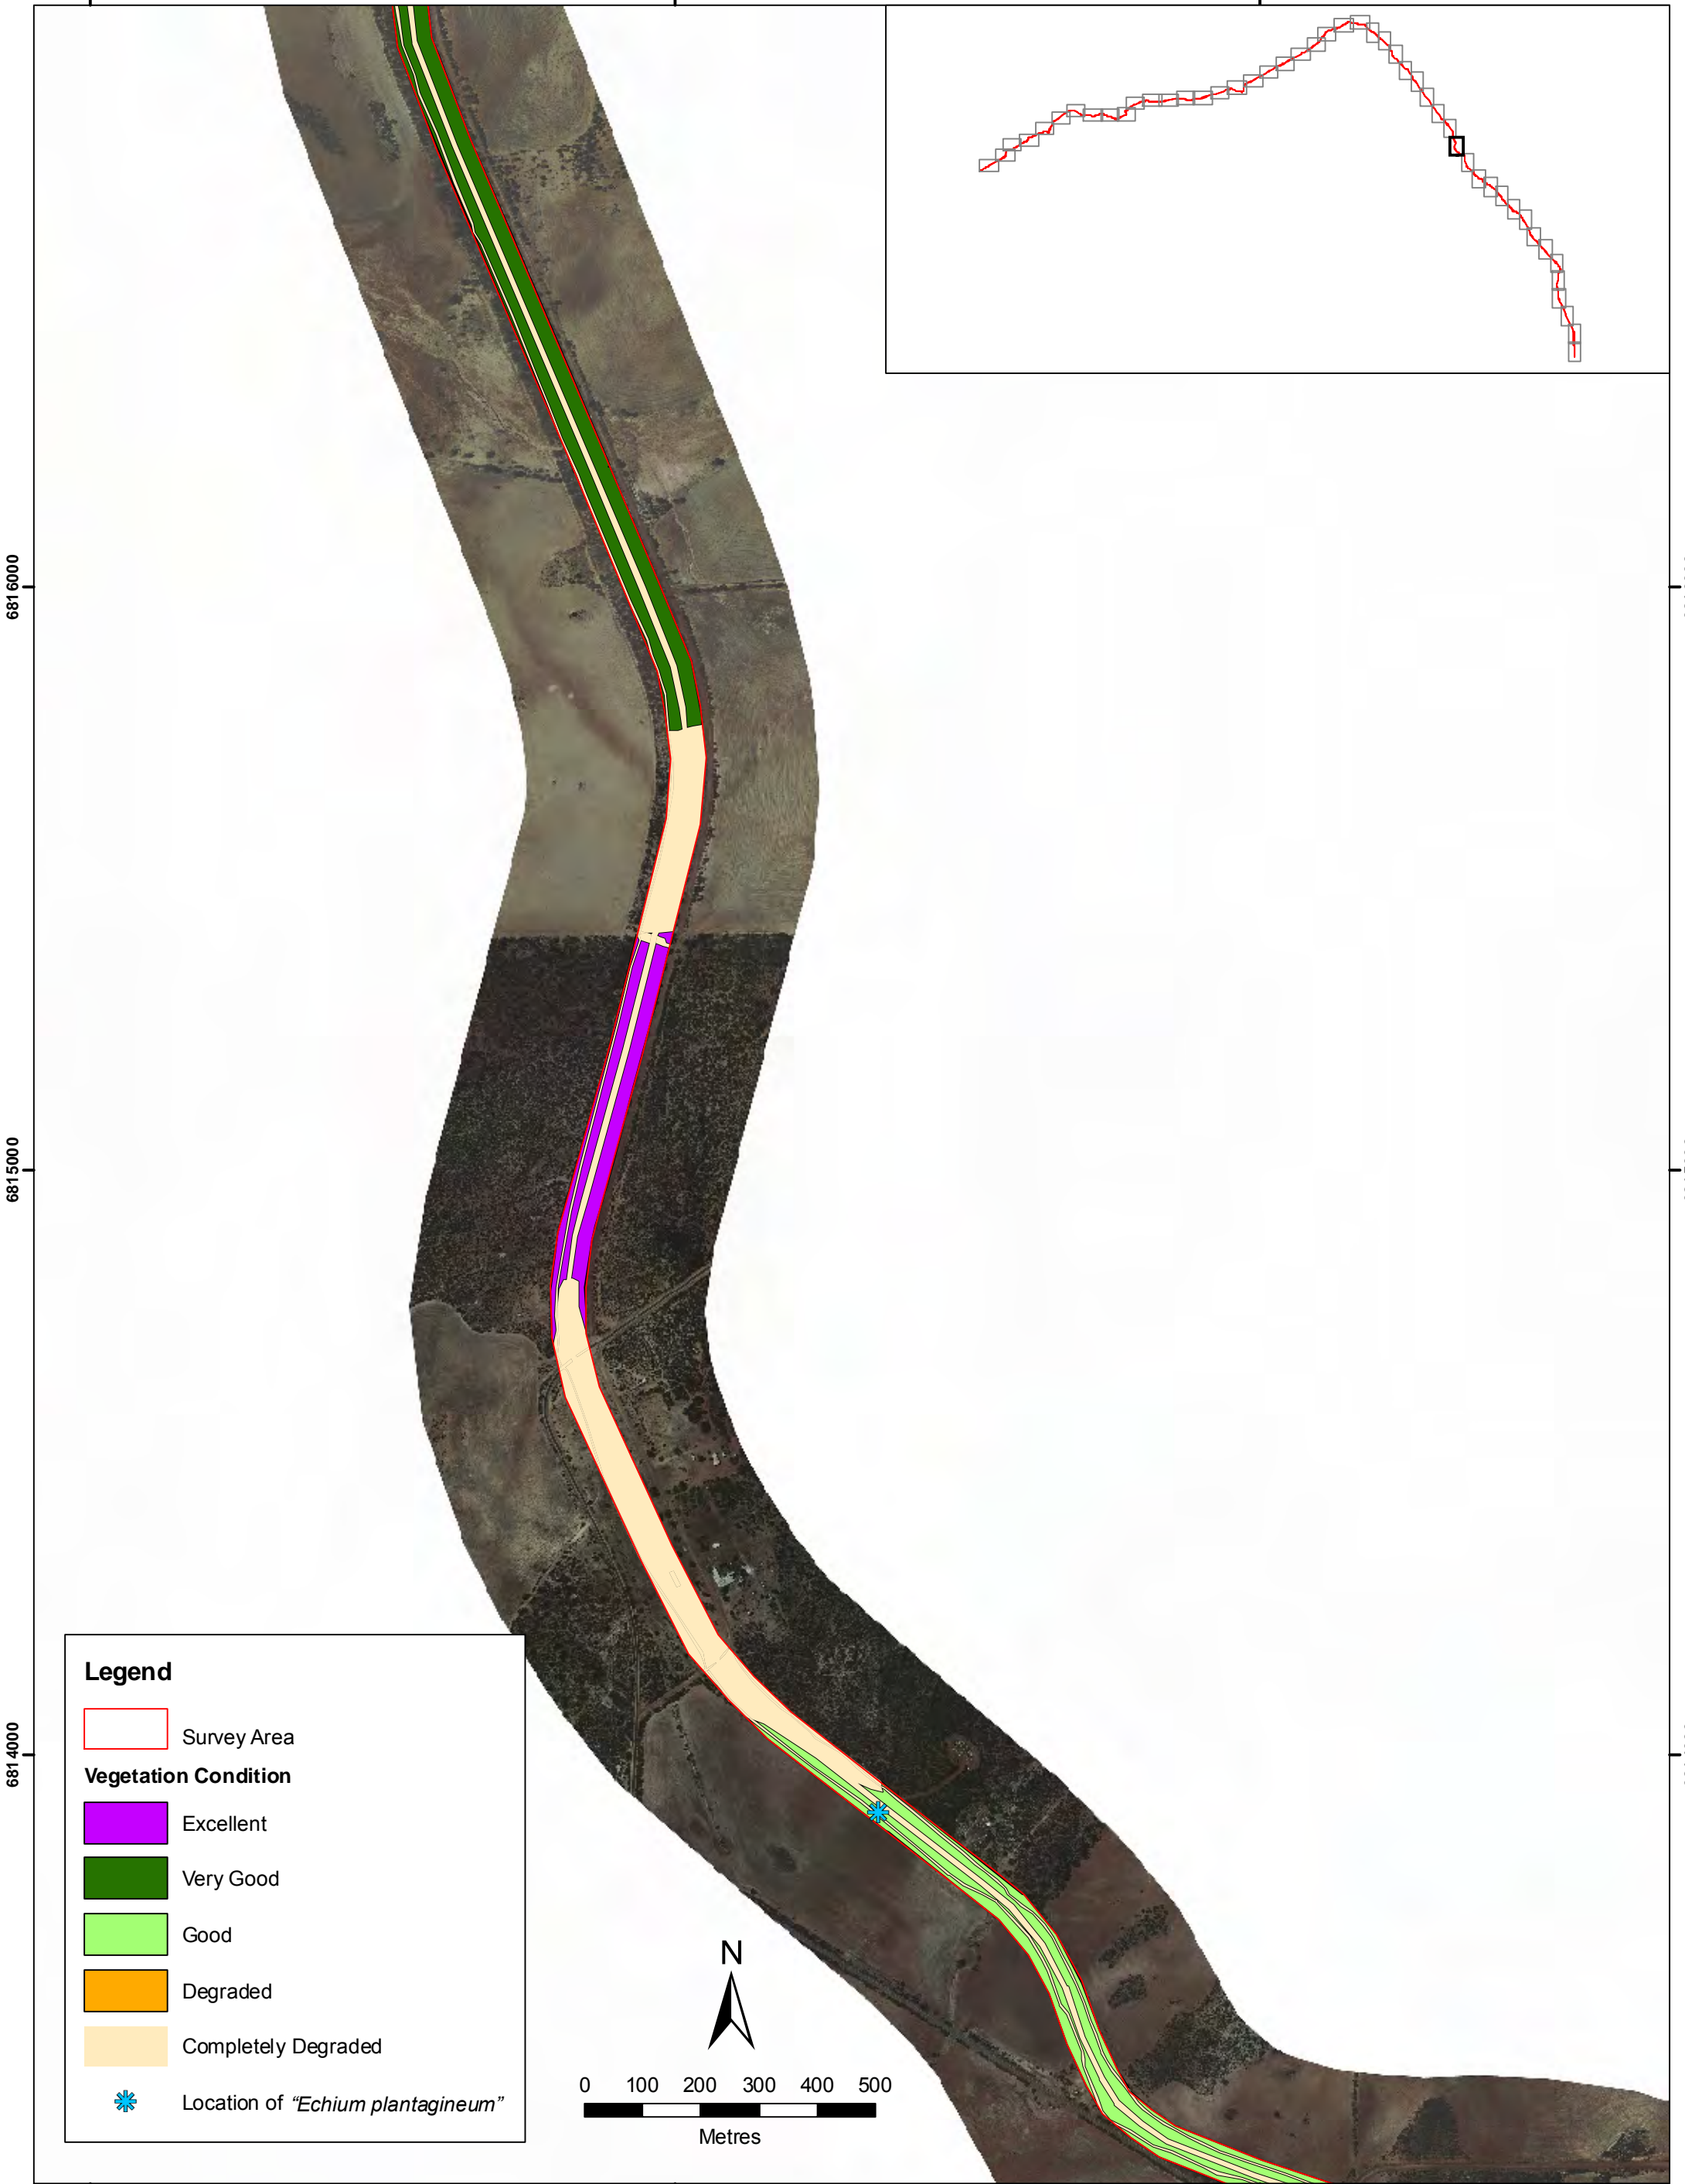 6816000
6815000
6814000
Legend
Survey Area
Vegetation Condition
Excellent
Very Good
Good
Degraded
Completely Degraded
Location of “Echium plantagineum”
N
0 100 200 300 400 500
Metres